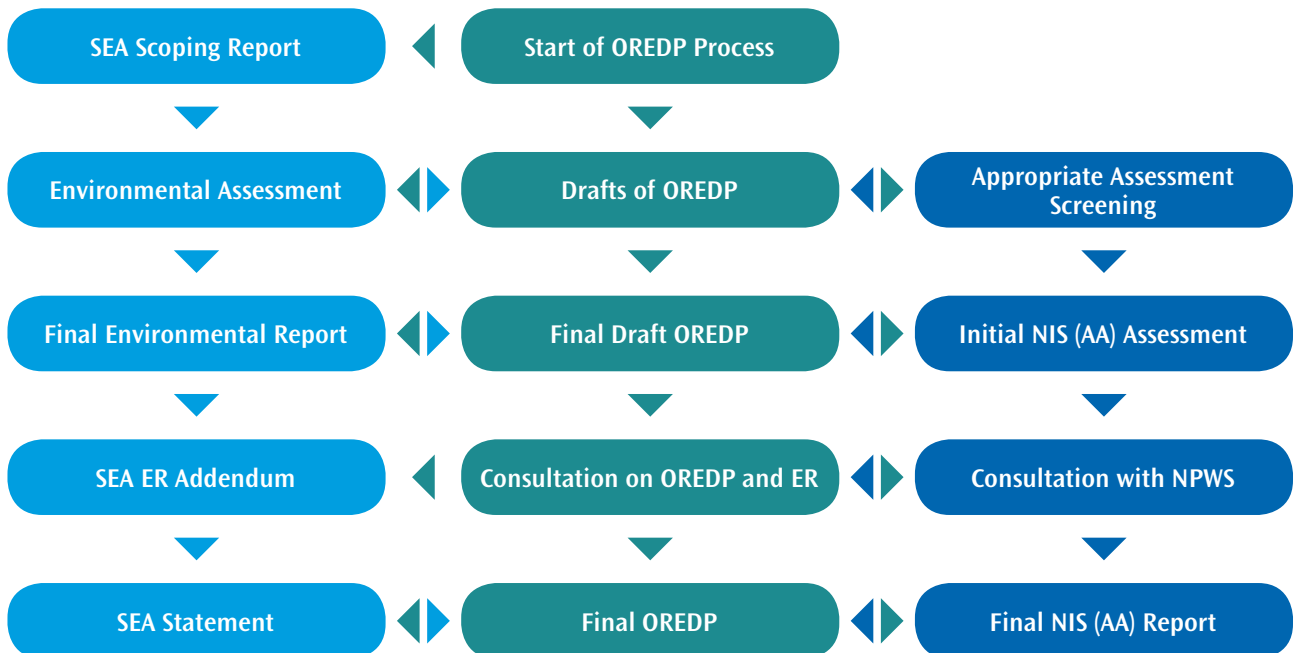 SEA Scoping Report
Start of OREDP Process
Environmental Assessment
Drafts of OREDP
Appropriate Assessment
Screening
Final Environmental Report
Final Draft OREDP
Initial NIS (AA) Assessment
SEA ER Addendum
Consultation on OREDP and ER
Consultation with NPWS
SEA Statement
Final OREDP
Final NIS (AA) Report